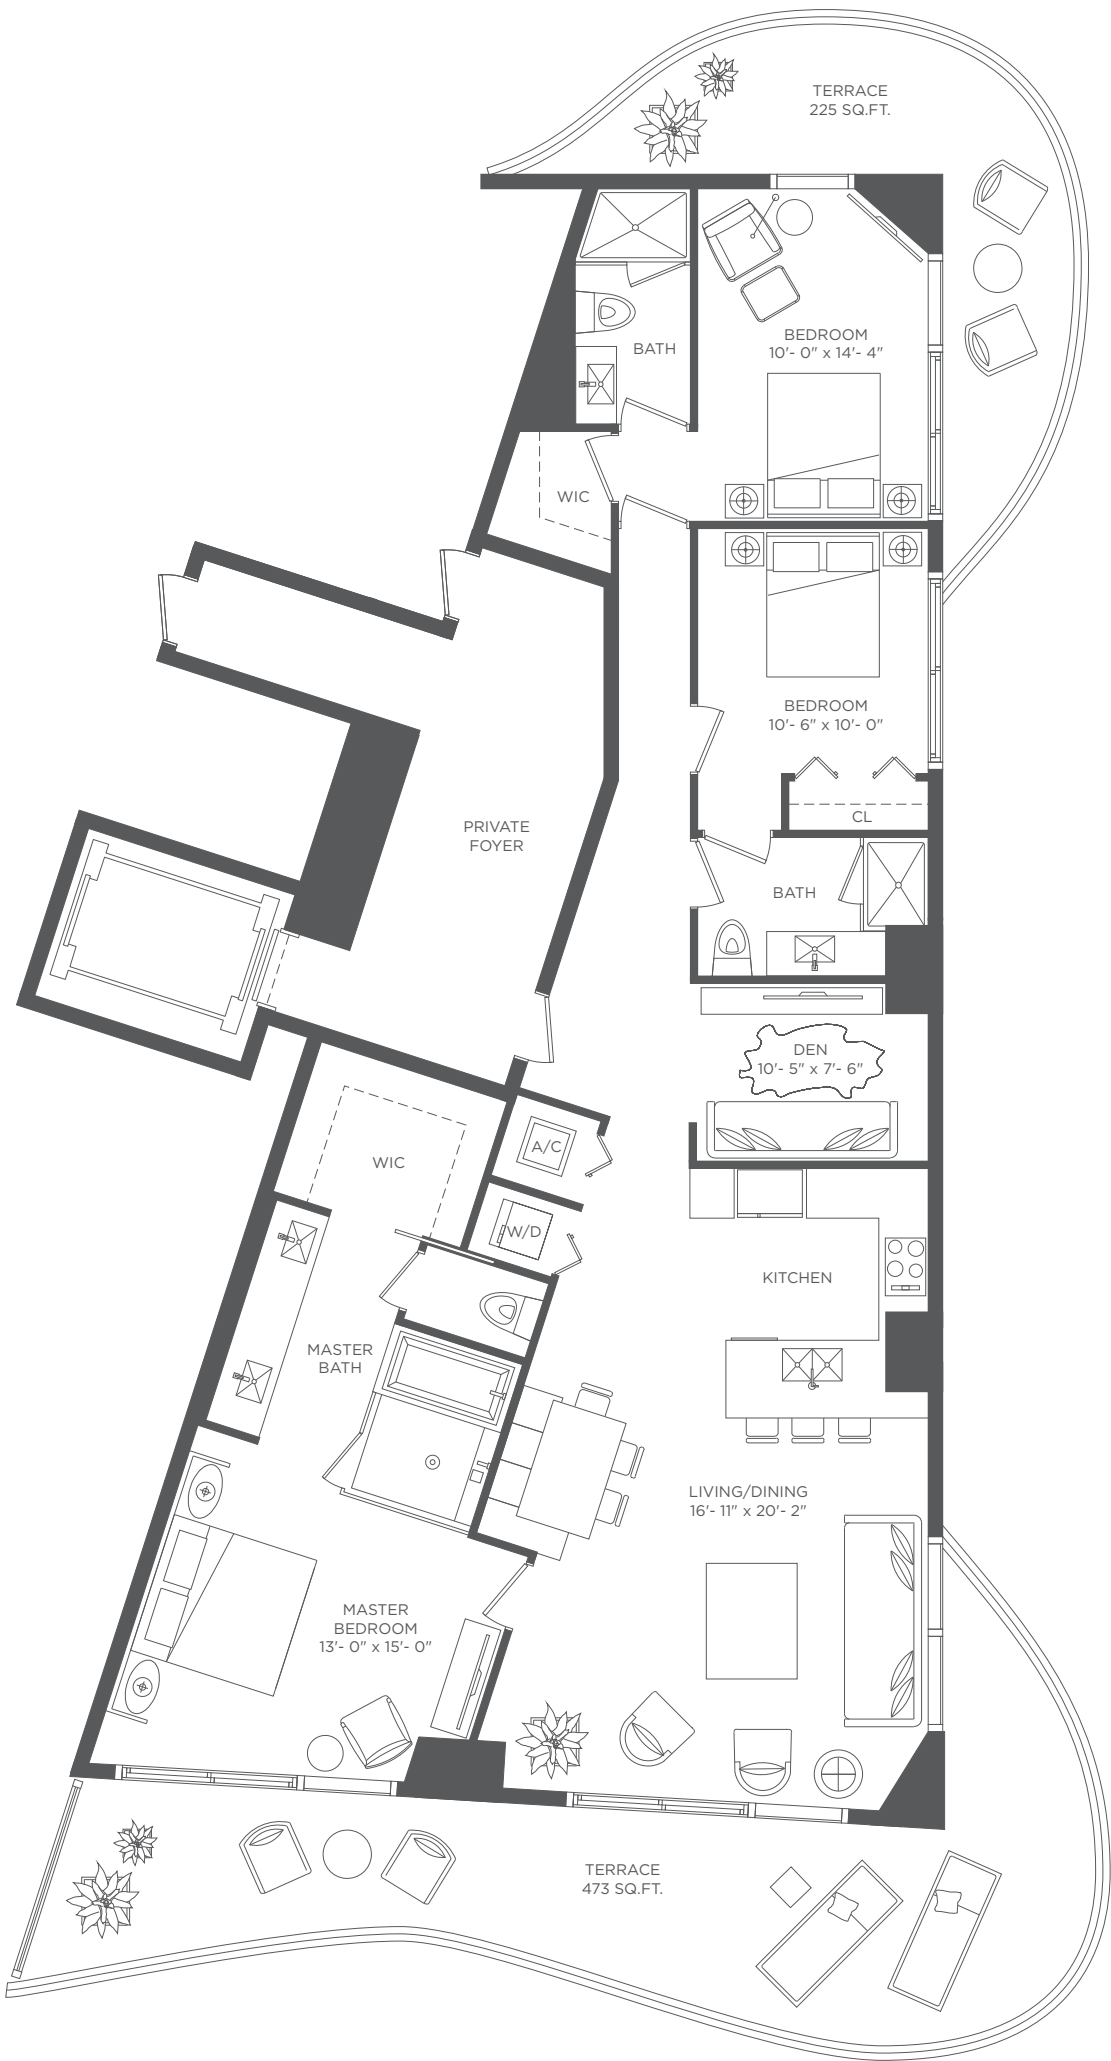 TERRACE
225 SQ.FT.
BEDROOM
10'- 0" x 14'- 4"
BATH
WIC
BEDROOM
10'- 6" x 10'- 0"
CL
PRIVATE
FOYER
BATH
DEN
10'- 5" x 7'- 6"
A/C
WIC
W/D
KITCHEN
MASTER
BATH
LIVING/DINING
16'- 11" x 20'- 2"
MASTER
BEDROOM
13'- 0" x 15'- 0"
TERRACE
473 SQ.FT.